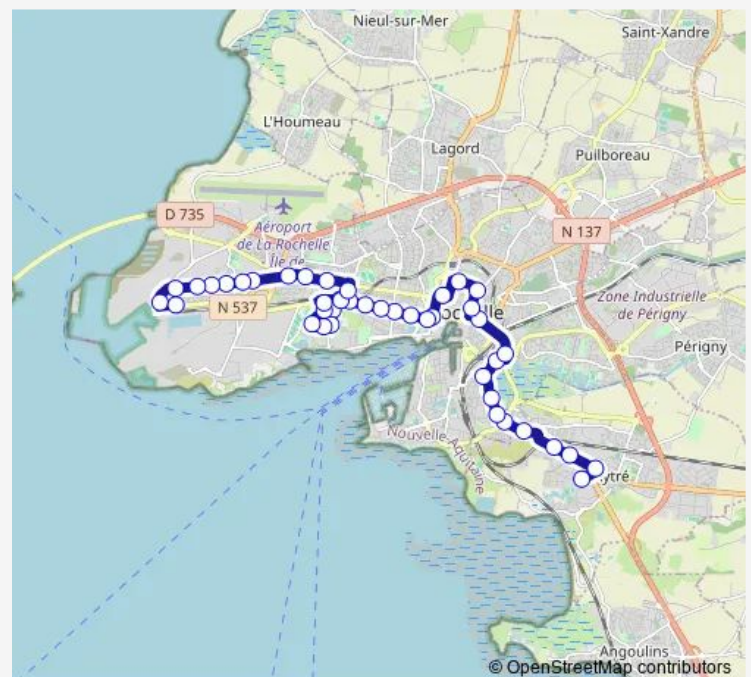 Nieul-sur-Mer
Saint-Xandre
L'Houmeau
Lagord
Puilboreau
D 735
Aéroport
de La Rochelle
Île de
N 137
N 537
Zone Industrielle
de Périgny
Périgny
Nouvelle-Aquitaine
Angoulins
© OpenStreetMap contributors